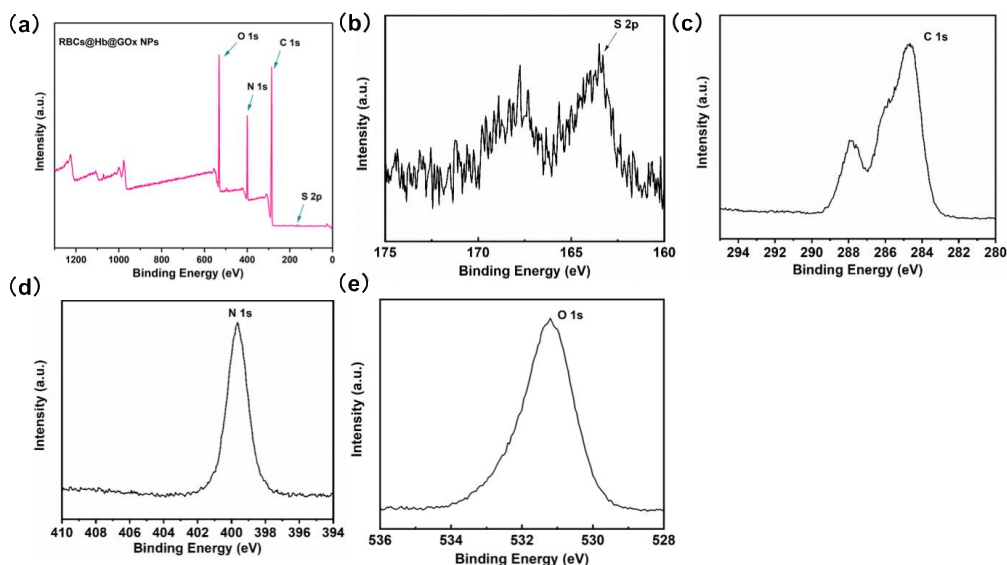 (a)
RBCs@Hb@GOx NPs
O 1s
C 1s
N 1s
S 2p
Intensity (a.u.)
1200 1000 800 600 400 200 0
Binding Energy (eV)
(b)
S 2p
Intensity (a.u.)
175 170 165 160
Binding Energy (eV)
(c)
C 1s
Intensity (a.u.)
294 292 290 288 286 284 282 280
Binding Energy (eV)
(d)
N 1s
Intensity (a.u.)
410 408 406 404 402 400 398 396 394
Binding Energy (eV)
(e)
O 1s
Intensity (a.u.)
536 534 532 530 528
Binding Energy (eV)